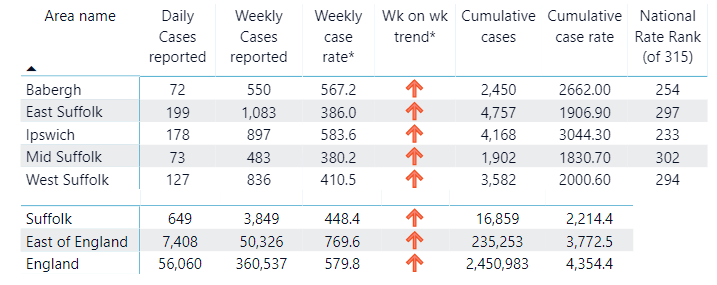 Area name Daily Cases reported Weekly Cases reported Weekly case rate* Wk on wk trend* Cumulative cases Cumulative case rate National Rate Rank (of 315)
Babergh 72 550 567.2 2,450 2662.00 254
East Suffolk 199 1,083 386.0 4,757 1906.90 297
Ipswich 178 897 583.6 4,168 3044.30 233
Mid Suffolk 73 483 380.2 1,902 1830.70 302
West Suffolk 127 836 410.5 3,582 2000.60 294
Suffolk 649 3,849 448.4 16,859 2,214.4
East of England 7,408 50,326 769.6 235,253 3,772.5
England 56,060 360,537 579.8 2,450,983 4,354.4